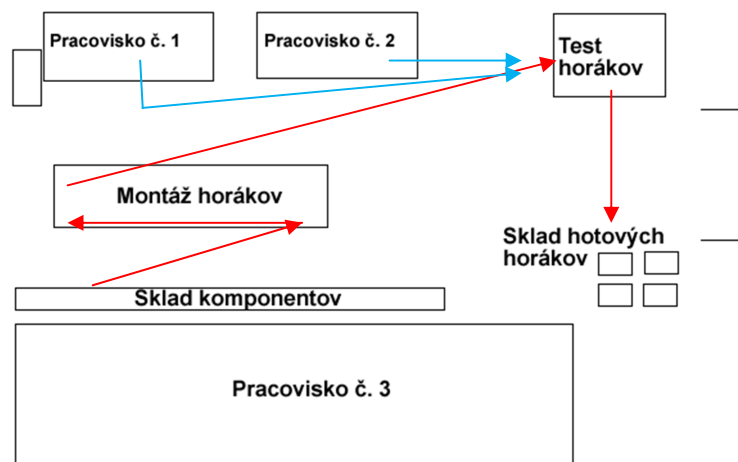 Pracovisko č. 1
Pracovisko č. 2
Test
horákov
Montáž horákov
Sklad hotových
horákov
Sklad komponentov
Pracovisko č. 3